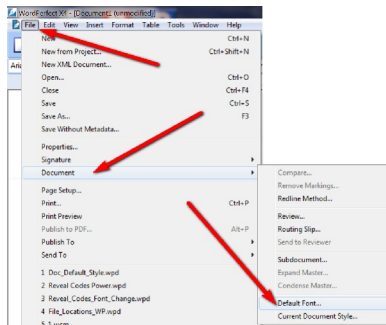 WordPerfect X4 - [Document1 (unmodified)]
File Edit View Insert Format Table Tools Window Help
New Ctrl+N
New from Project... Ctrl+Shift+N
New XML Document...
Open... Ctrl+O
Close Ctrl+F4
Save Ctrl+S
Save As... F3
Save Without Metadata...
Properties...
Signature
Document
Page Setup...
Print... Ctrl+P
Print Preview
Publish to PDF... Alt+P
Publish To
Send To
1 Doc_Default_Style.wpd
2 Reveal Codes Power.wpd
3 Reveal_Codes_Font_Change.wpd
4 File_Locations_WP.wpd
Compare...
Remove Markings...
Redline Method...
Review...
Routing Slip...
Send to Reviewer
Subdocument...
Expand Master...
Condense Master...
Default Font...
Current Document Style...